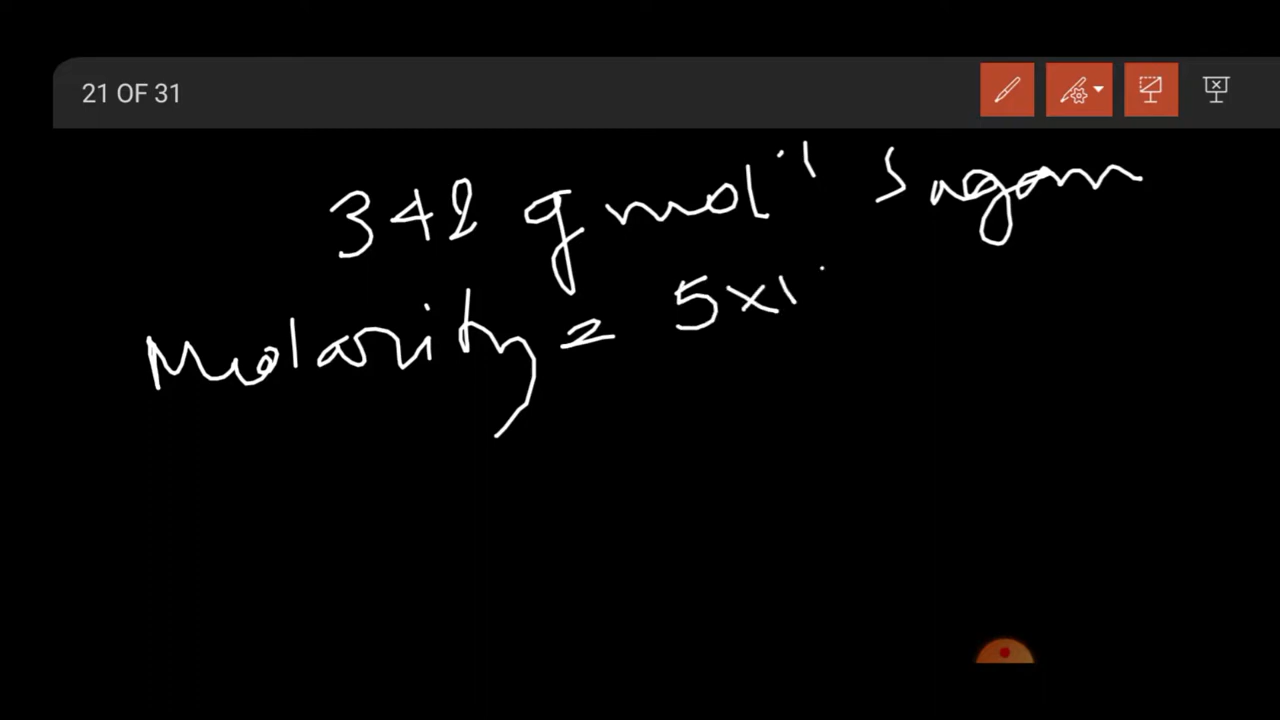 21 OF 31
342 g mol⁻¹ Sugar
Molarity = 5×1